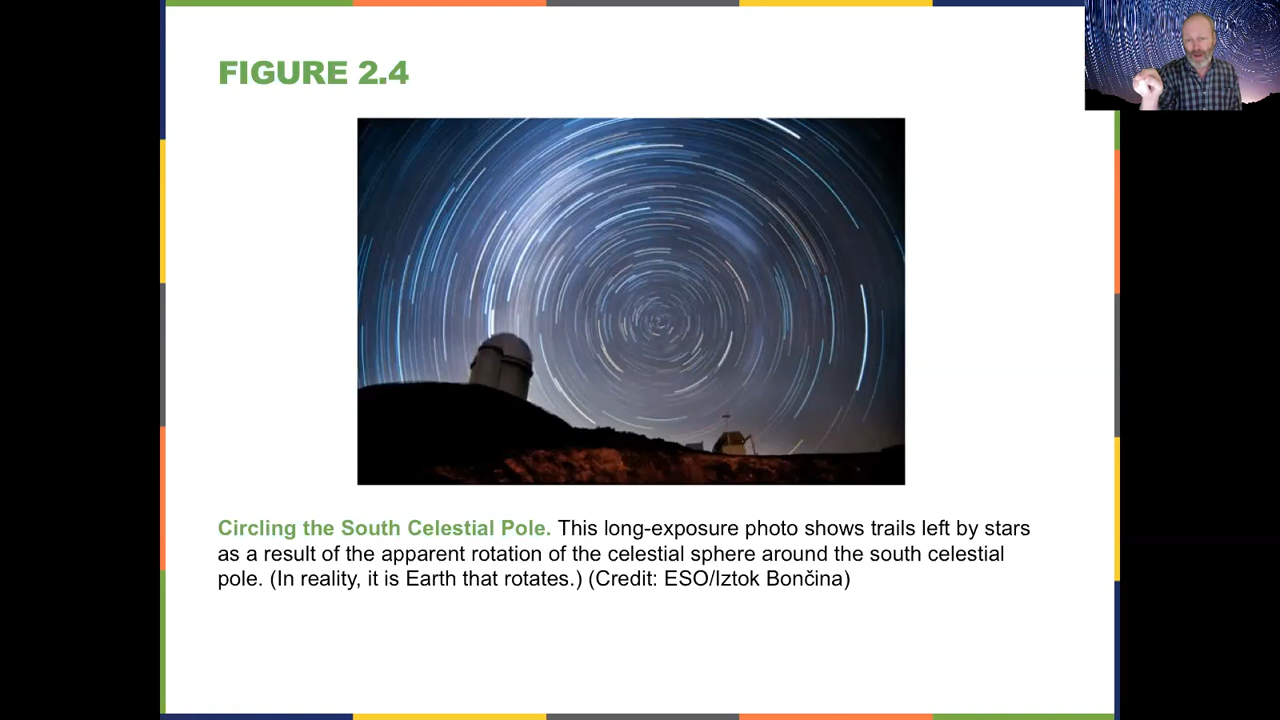 FIGURE 2.4
Circling the South Celestial Pole. This long-exposure photo shows trails left by stars
as a result of the apparent rotation of the celestial sphere around the south celestial
pole. (In reality, it is Earth that rotates.) (Credit: ESO/Iztok Bončina)